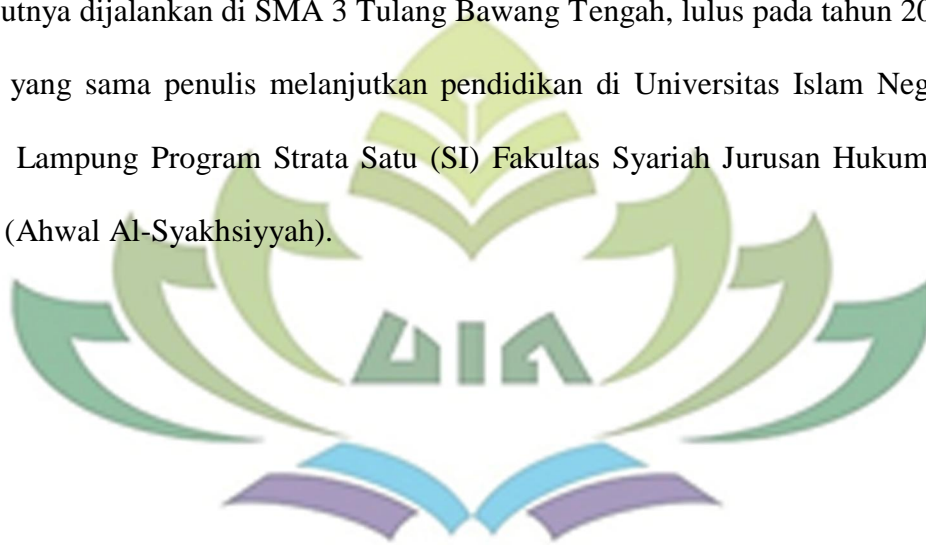 utnya dijalankan di SMA 3 Tulang Bawang Tengah, lulus pada tahun 20
yang sama penulis melanjutkan pendidikan di Universitas Islam Neg
Lampung Program Strata Satu (SI) Fakultas Syariah Jurusan Hukum
(Ahwal Al-Syakhsiyyah).
UIN